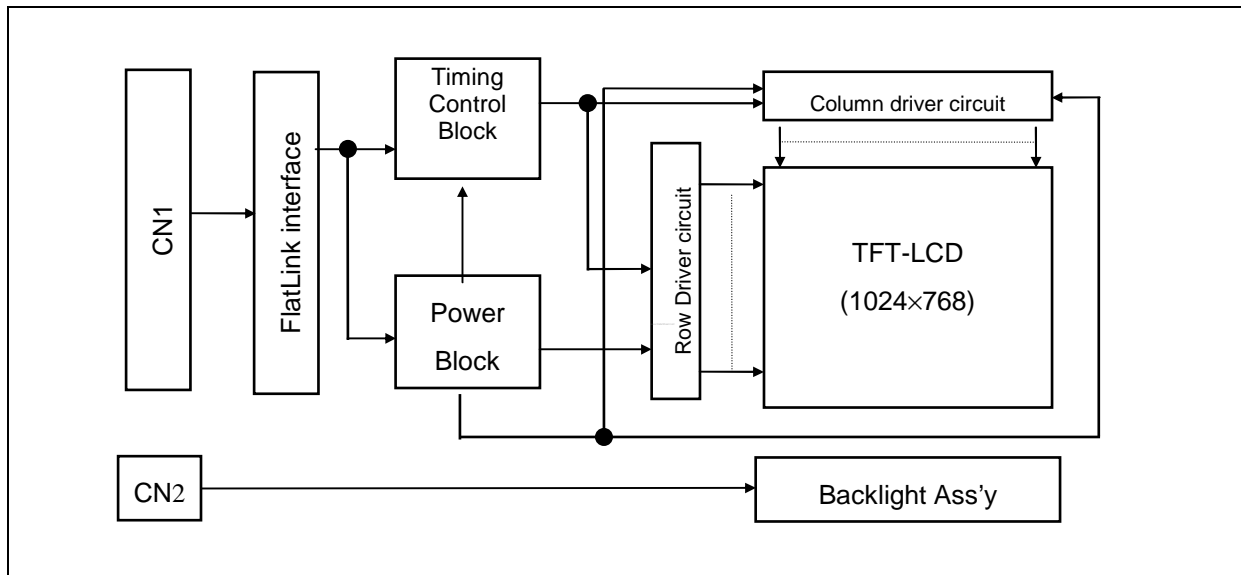 CN1
FlatLink interface
Timing
Control
Block
Power
Block
Row Driver circuit
Column driver circuit
TFT-LCD
(1024×768)
CN2
Backlight Ass’y